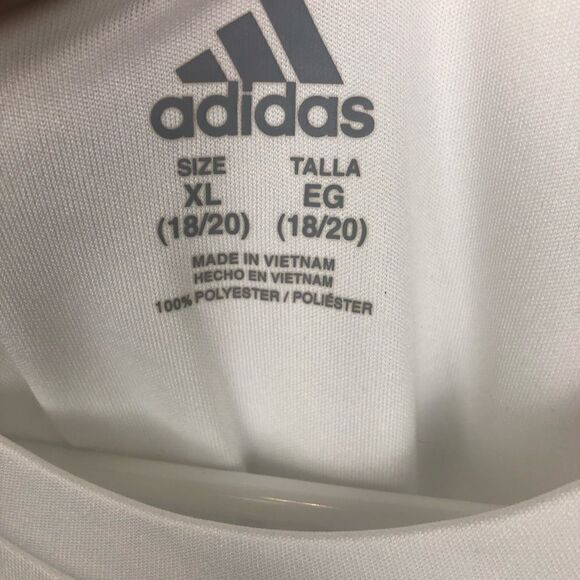 adidas
SIZE TALLA
XL EG
(18/20) (18/20)
MADE IN VIETNAM
HECHO EN VIETNAM
100% POLYESTER / POLIÉSTER